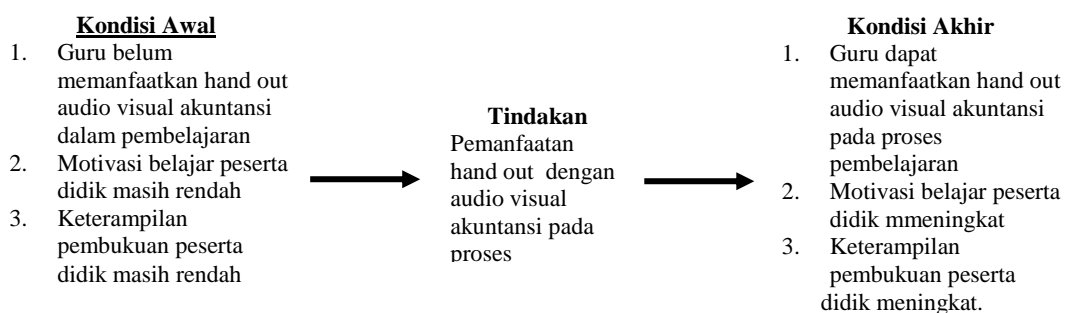 Kondisi Awal
1. Guru belum
memanfaatkan hand out
audio visual akuntansi
dalam pembelajaran
2. Motivasi belajar peserta
didik masih rendah
3. Keterampilan
pembukuan peserta
didik masih rendah
Tindakan
Pemanfaatan
hand out dengan
audio visual
akuntansi pada
proses
Kondisi Akhir
1. Guru dapat
memanfaatkan hand out
audio visual akuntansi
pada proses
pembelajaran
2. Motivasi belajar peserta
didik mmeningkat
3. Keterampilan
pembukuan peserta
didik meningkat.